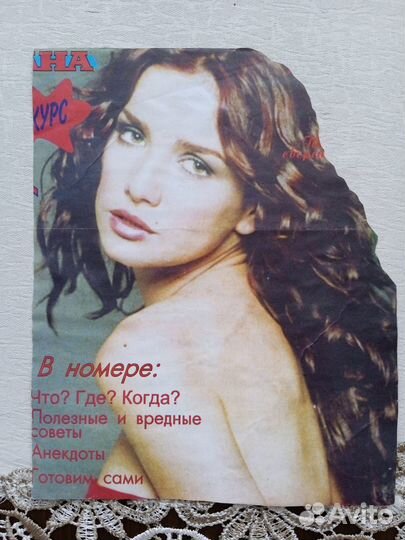 АНА
КУРС
В номере:
Что? Где? Когда?
Полезные и вредные
советы
Анекдоты
Готовим сами
Avito